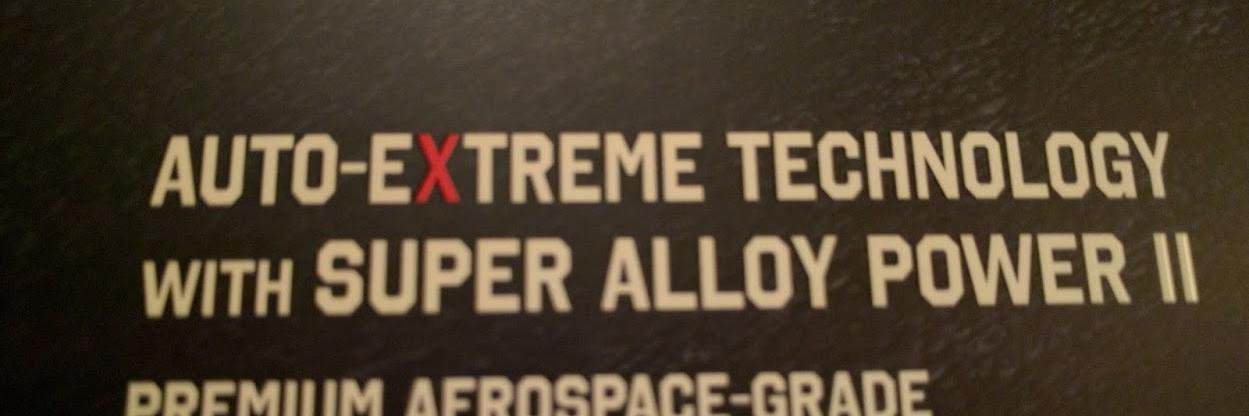 AUTO-EXTREME TECHNOLOGY
WITH SUPER ALLOY POWER II
PREMIUM AEROSPACE-GRADE